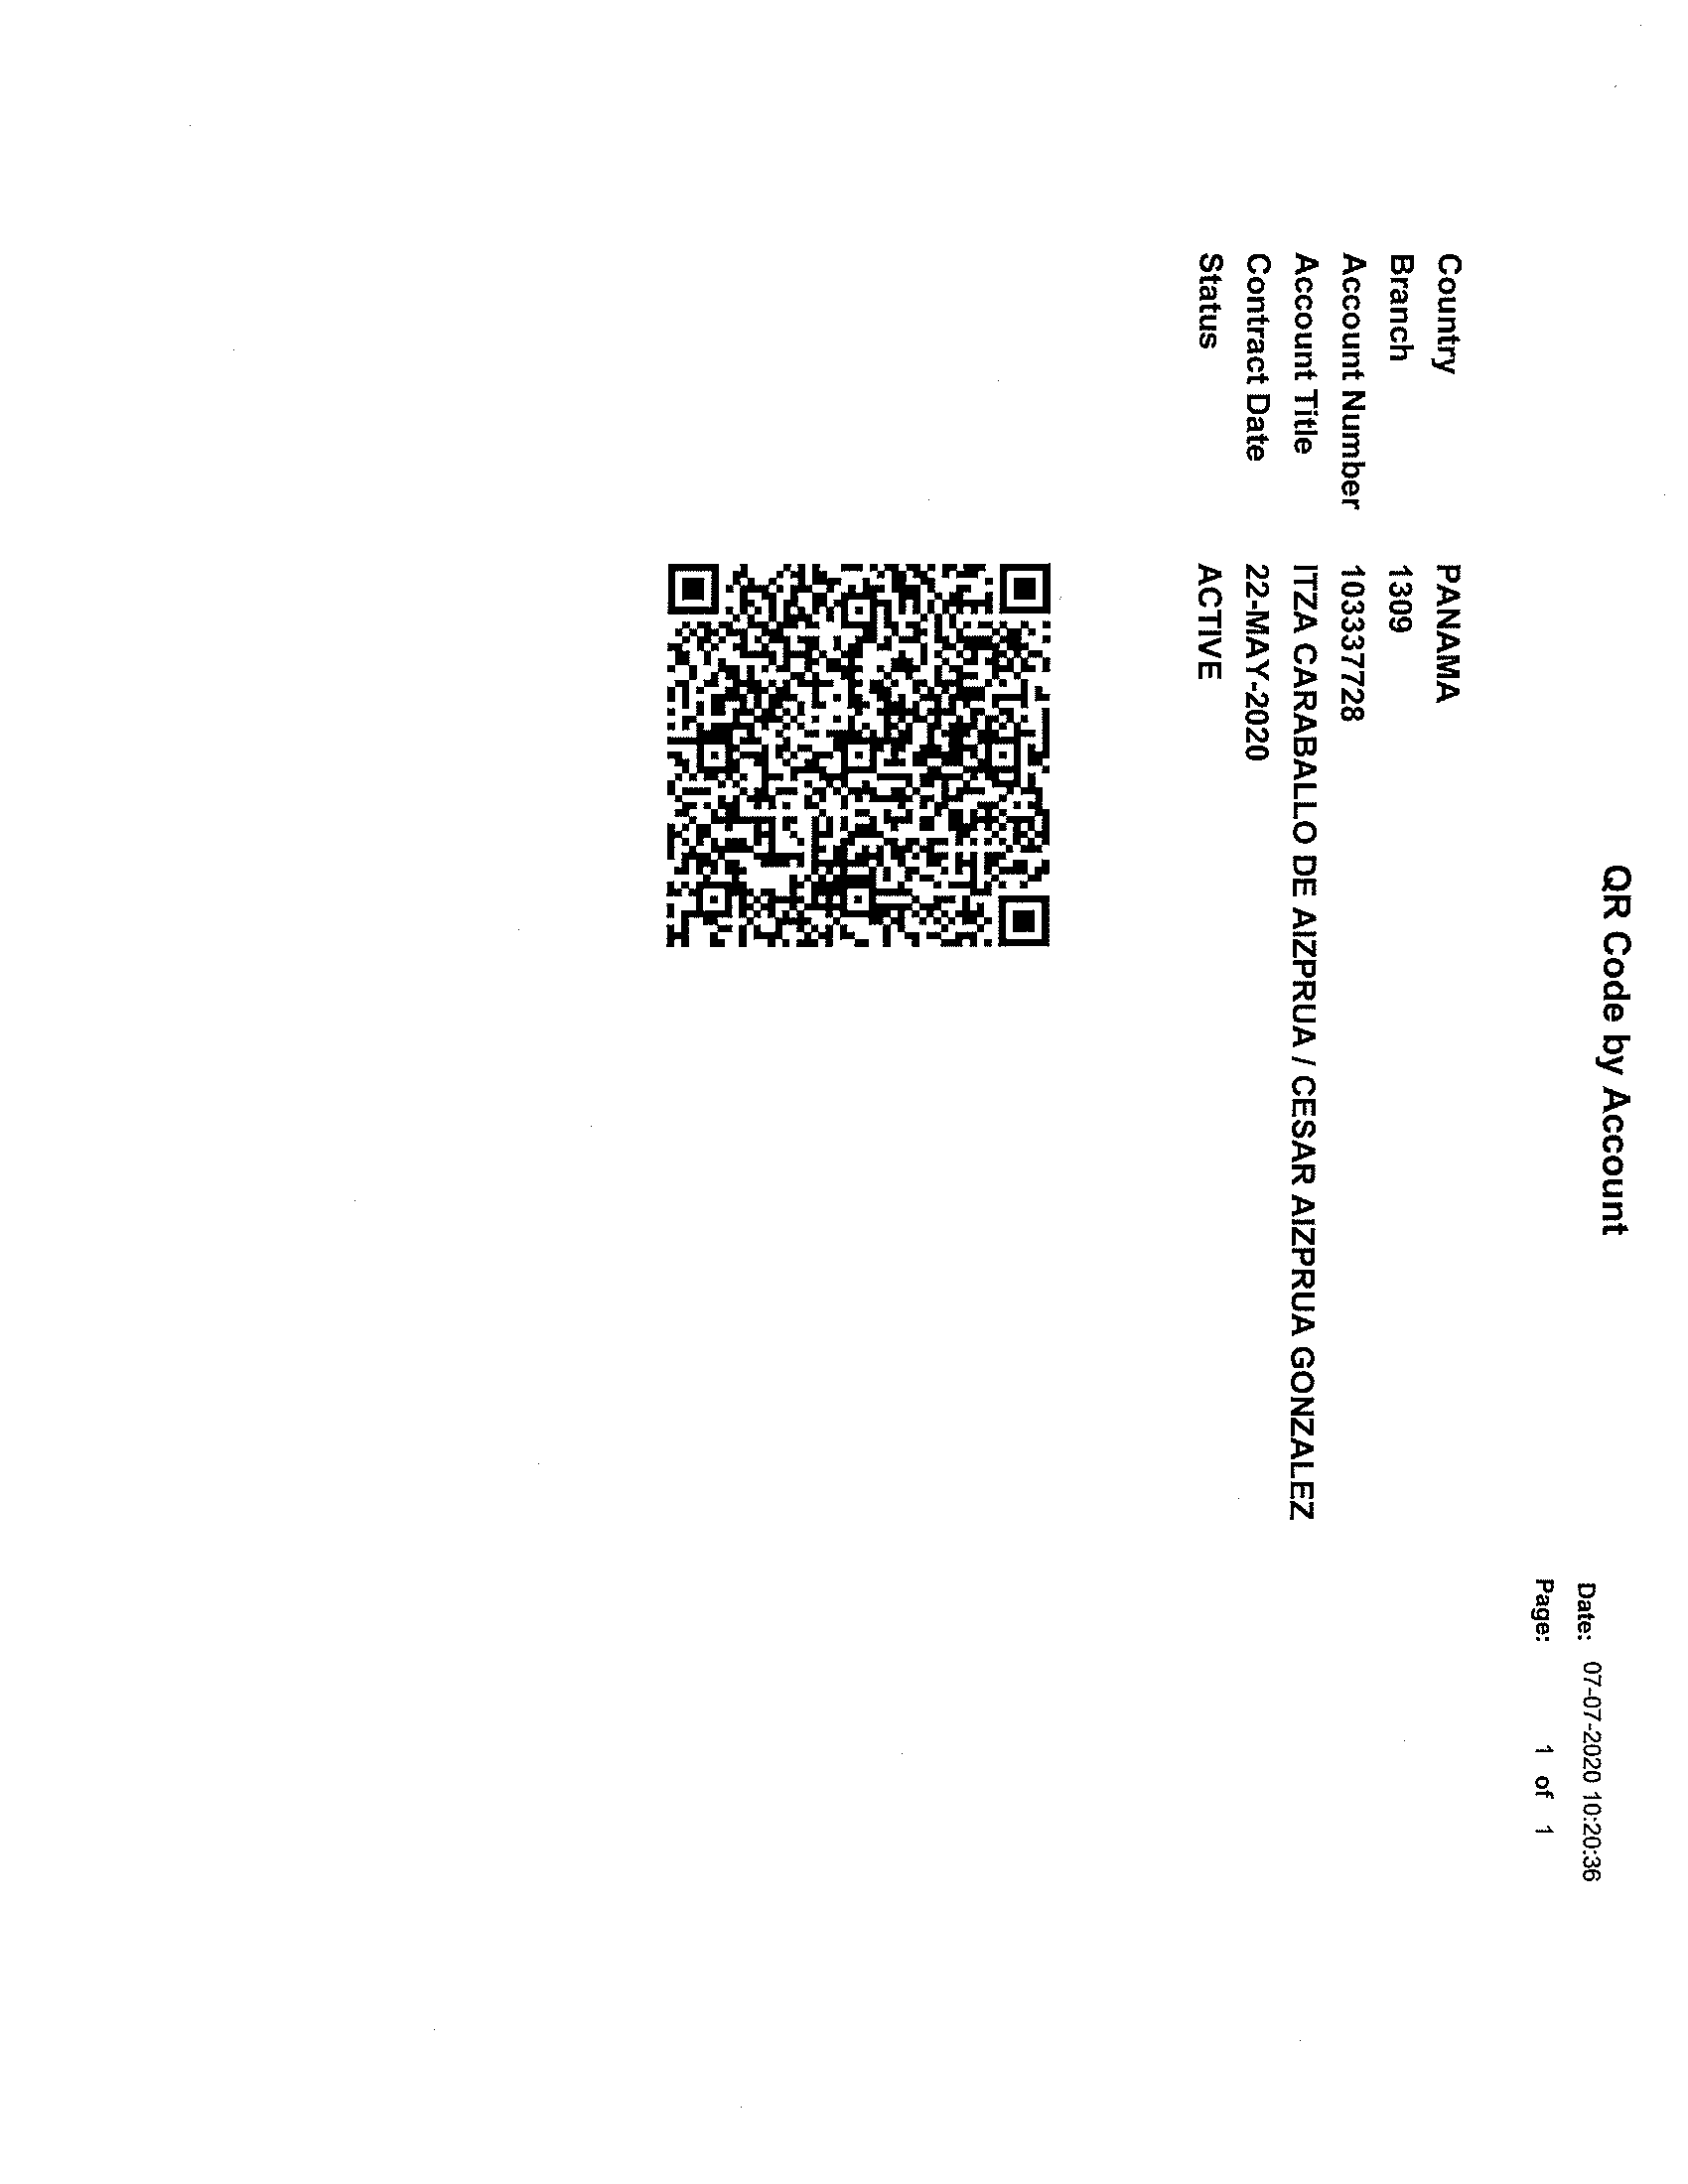 QR Code by Account
Date: 07-07-2020 10:20:36
Page: 1 of 1
Country PANAMA
Branch 1309
Account Number 103337728
Account Title ITZA CARABALLO DE AIZPRUA / CESAR AIZPRUA GONZALEZ
Contract Date 22-MAY-2020
Status ACTIVE